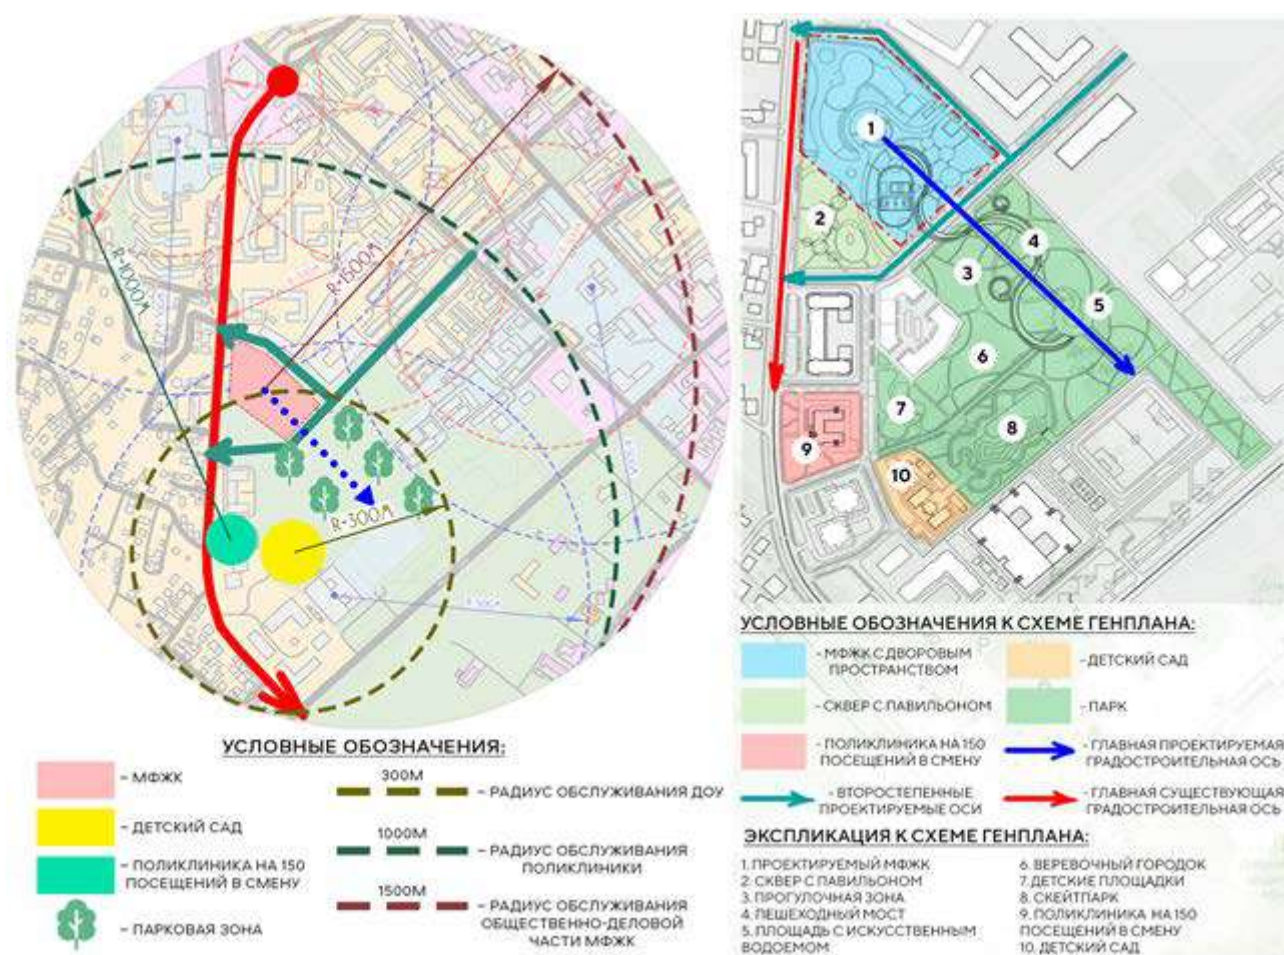 R-1000М
R-1500М
R-300М
УСЛОВНЫЕ ОБОЗНАЧЕНИЯ:
– МФЖК
– ДЕТСКИЙ САД
– ПОЛИКЛИНИКА НА 150
ПОСЕЩЕНИЙ В СМЕНУ
– ПАРКОВАЯ ЗОНА
300М
– РАДИУС ОБСЛУЖИВАНИЯ ДОУ
1000М
– РАДИУС ОБСЛУЖИВАНИЯ
ПОЛИКЛИНИКИ
1500М
– РАДИУС ОБСЛУЖИВАНИЯ
ОБЩЕСТВЕННО-ДЕЛОВОЙ
ЧАСТИ МФЖК
1
2
3
4
5
6
7
8
9
10
УСЛОВНЫЕ ОБОЗНАЧЕНИЯ К СХЕМЕ ГЕНПЛАНА:
- МФЖК С ДВОРОВЫМ
ПРОСТРАНСТВОМ
- СКВЕР С ПАВИЛЬОНОМ
- ПОЛИКЛИНИКА НА 150
ПОСЕЩЕНИЙ В СМЕНУ
- ВТОРОСТЕПЕННЫЕ
ПРОЕКТИРУЕМЫЕ ОСИ
- ДЕТСКИЙ САД
- ПАРК
- ГЛАВНАЯ ПРОЕКТИРУЕМАЯ
ГРАДОСТРОИТЕЛЬНАЯ ОСЬ
- ГЛАВНАЯ СУЩЕСТВУЮЩАЯ
ГРАДОСТРОИТЕЛЬНАЯ ОСЬ
ЭКСПЛИКАЦИЯ К СХЕМЕ ГЕНПЛАНА:
1. ПРОЕКТИРУЕМЫЙ МФЖК
2. СКВЕР С ПАВИЛЬОНОМ
3. ПРОГУЛОЧНАЯ ЗОНА
4. ПЕШЕХОДНЫЙ МОСТ
5. ПЛОЩАДЬ С ИСКУССТВЕННЫМ
ВОДОЕМОМ
6. ВЕРЕВОЧНЫЙ ГОРОДОК
7. ДЕТСКИЕ ПЛОЩАДКИ
8. СКЕЙТПАРК
9. ПОЛИКЛИНИКА НА 150
ПОСЕЩЕНИЙ В СМЕНУ
10. ДЕТСКИЙ САД